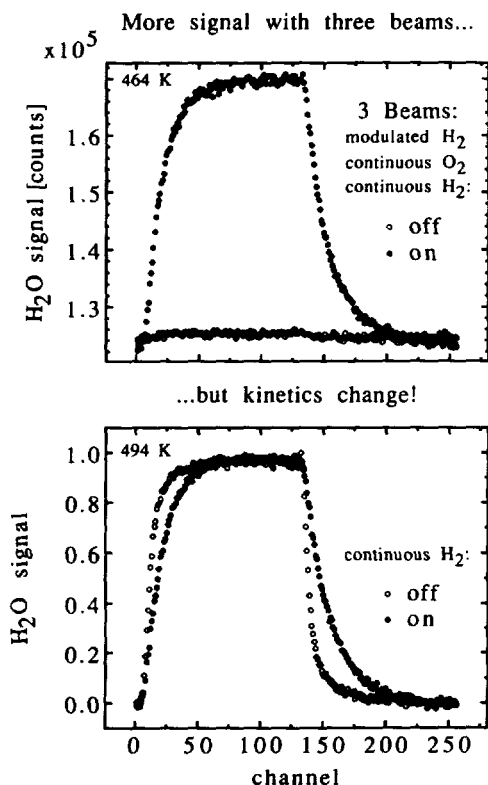 More signal with three beams...
x10⁵
464 K
3 Beams:
modulated H₂
continuous O₂
continuous H₂:
off
on
1.6
1.5
1.4
1.3
H₂O signal [counts]
...but kinetics change!
494 K
continuous H₂:
off
on
1.0
0.8
0.6
0.4
0.2
0.0
H₂O signal
0 50 100 150 200 250
channel